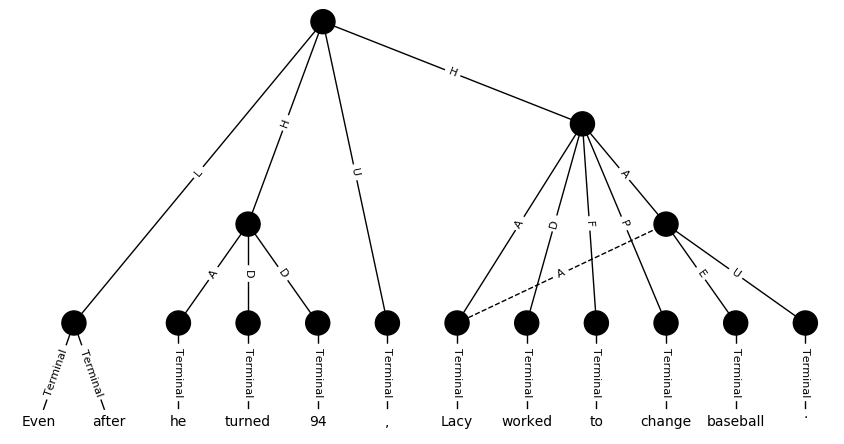 H
L
H
U
A
A
D
F
P
A
D
D
A
E
U
Terminal Terminal Terminal Terminal Terminal Terminal Terminal Terminal Terminal Terminal Terminal Terminal
Even after he turned 94 , Lacy worked to change baseball .